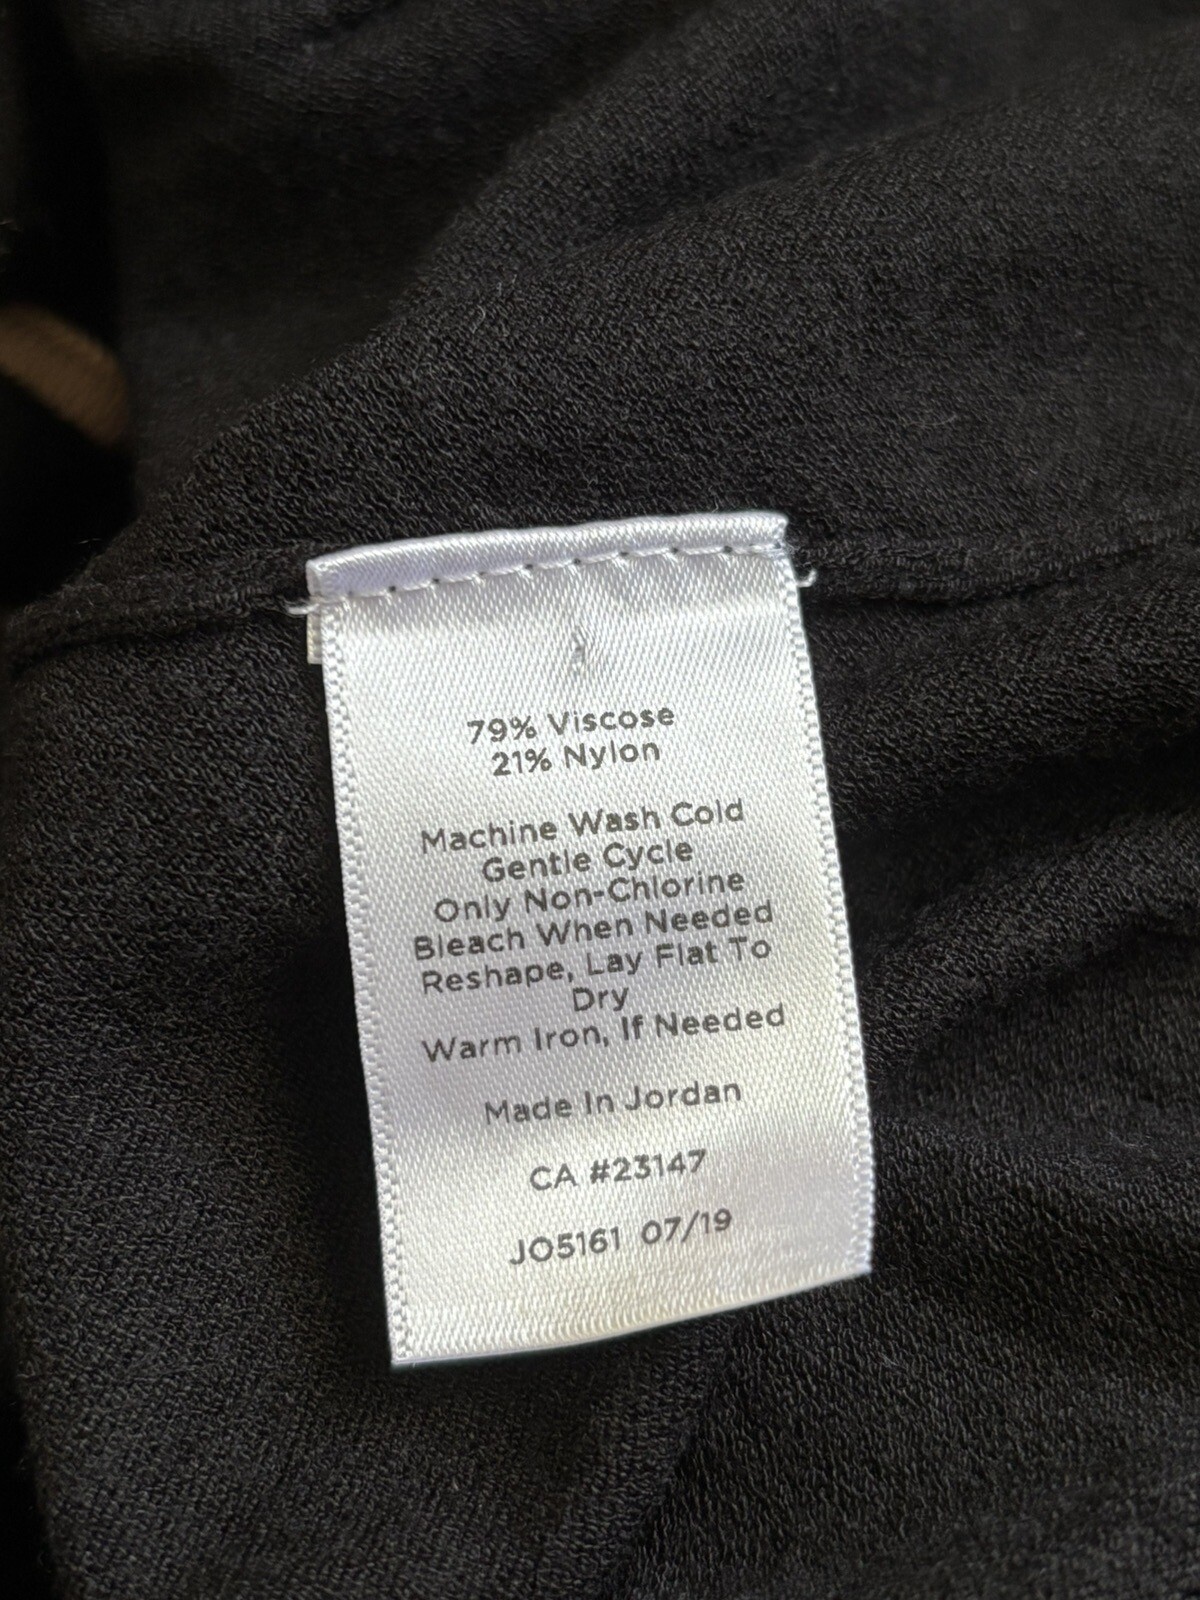 79% Viscose
21% Nylon
Machine Wash Cold
Gentle Cycle
Only Non-Chlorine
Bleach When Needed
Reshape, Lay Flat To
Dry
Warm Iron, If Needed
Made In Jordan
CA #23147
JO5161 07/19